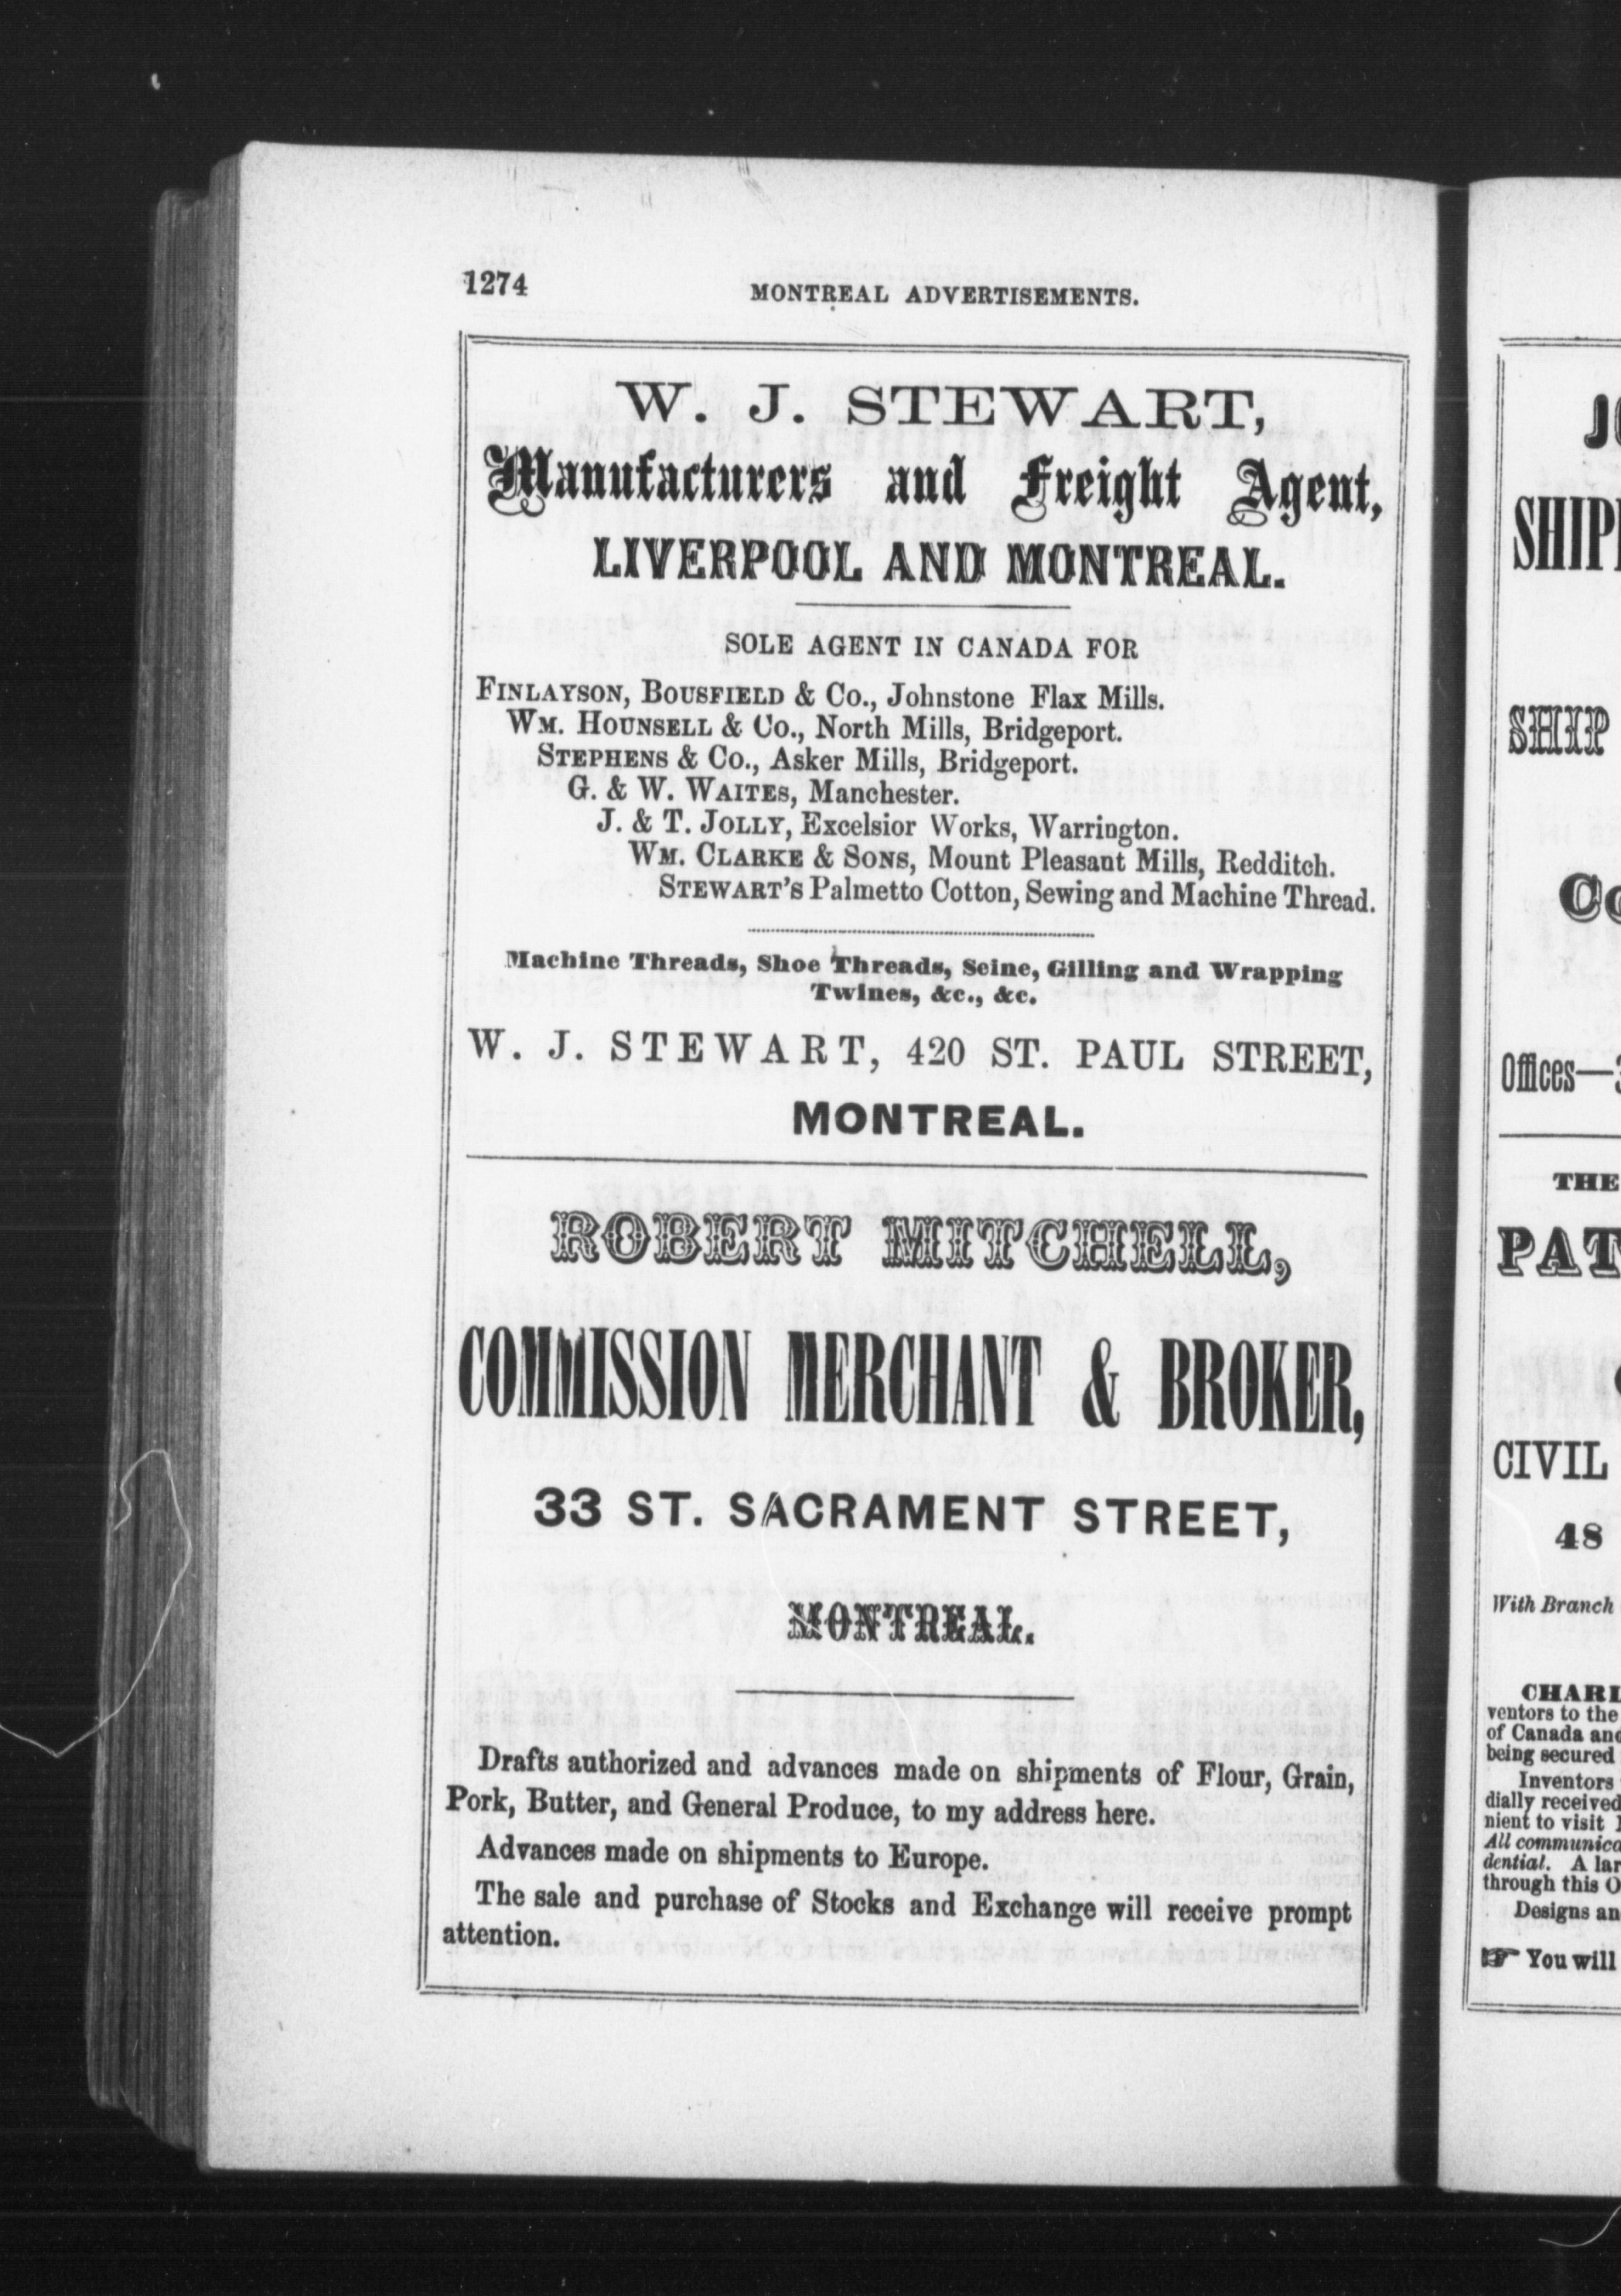 1274
MONTREAL ADVERTISEMENTS.
W. J. STEWART,
Manufacturers and Freight Agent,
LIVERPOOL AND MONTREAL.
SOLE AGENT IN CANADA FOR
FINLAYSON, BOUSFIELD & CO., Johnstone Flax Mills.
WM. HOUNSELL & CO., North Mills, Bridgeport.
STEPHENS & CO., Asker Mills, Bridgeport.
G. & W. WAITES, Manchester.
J. & T. JOLLY, Excelsior Works, Warrington.
WM. CLARKE & SONS, Mount Pleasant Mills, Redditch.
STEWART'S Palmetto Cotton, Sewing and Machine Thread.
Machine Threads, Shoe Threads, Seine, Gilling and Wrapping
Twines, &c., &c.
W. J. STEWART, 420 ST. PAUL STREET,
MONTREAL.
ROBERT MITCHELL,
COMMISSION MERCHANT & BROKER,
33 ST. SACRAMENT STREET,
MONTREAL.
Drafts authorized and advances made on shipments of Flour, Grain,
Pork, Butter, and General Produce, to my address here.
Advances made on shipments to Europe.
The sale and purchase of Stocks and Exchange will receive prompt
attention.
SHIP
THE
CIVIL
48
With Branch
ventors to the
of Canada and
being secured
Inventors
dially received
nient to visit
dential. A
through this
Designs
☞ You will